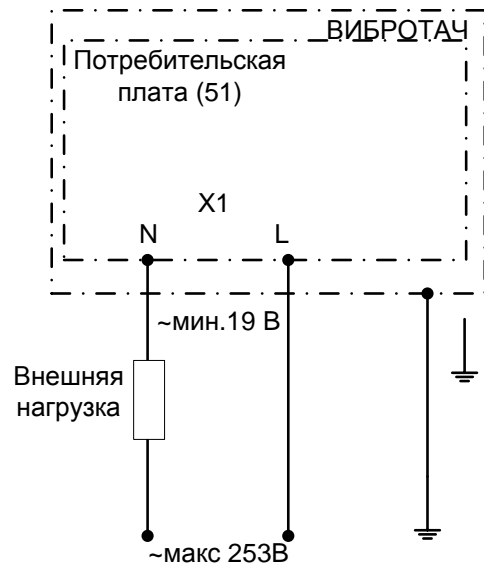 ВИБРОТАЧ
Потребительская
плата (51)
X1
N
L
~мин.19 В
Внешняя
нагрузка
~макс 253В